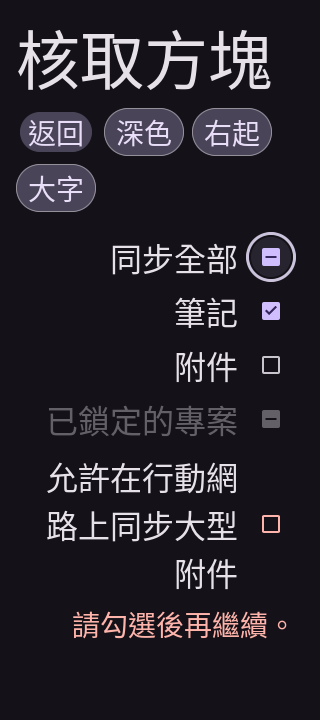 核取方塊
返回 深色 右起
大字
同步全部
筆記
附件
已鎖定的專案
允許在行動網
路上同步大型
附件
請勾選後再繼續。